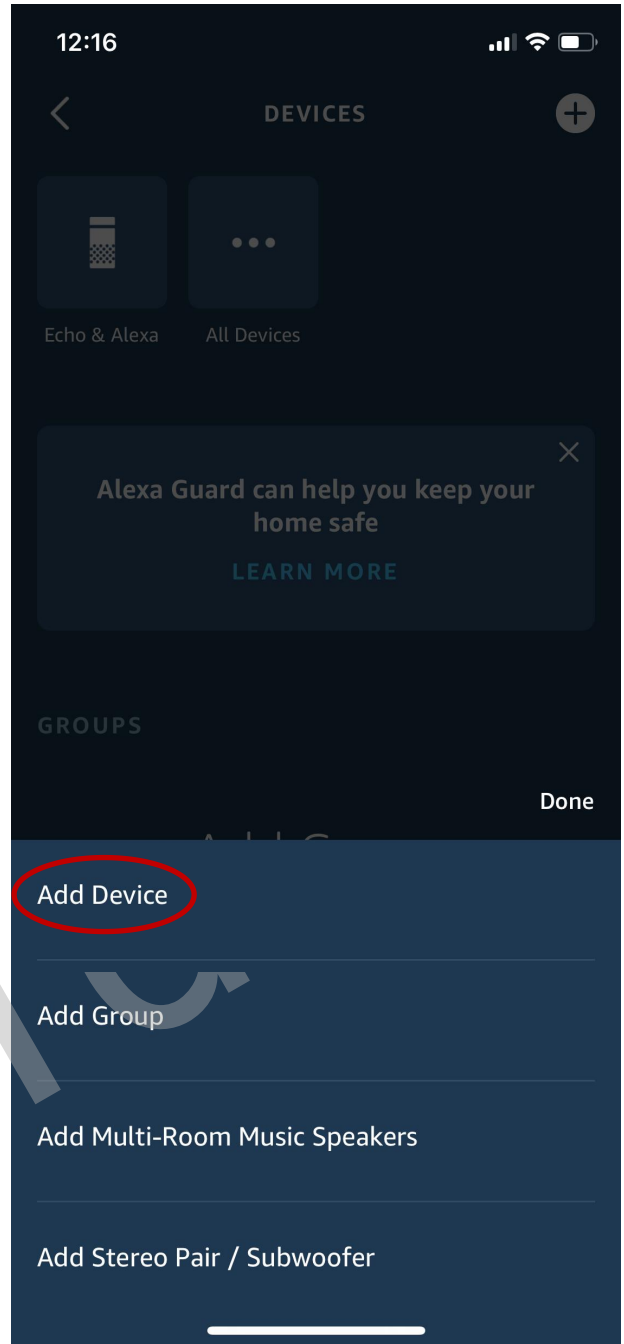 12:16
DEVICES
Echo & Alexa
All Devices
Alexa Guard can help you keep your
home safe
LEARN MORE
GROUPS
Done
Add Device
Add Group
Add Multi-Room Music Speakers
Add Stereo Pair / Subwoofer